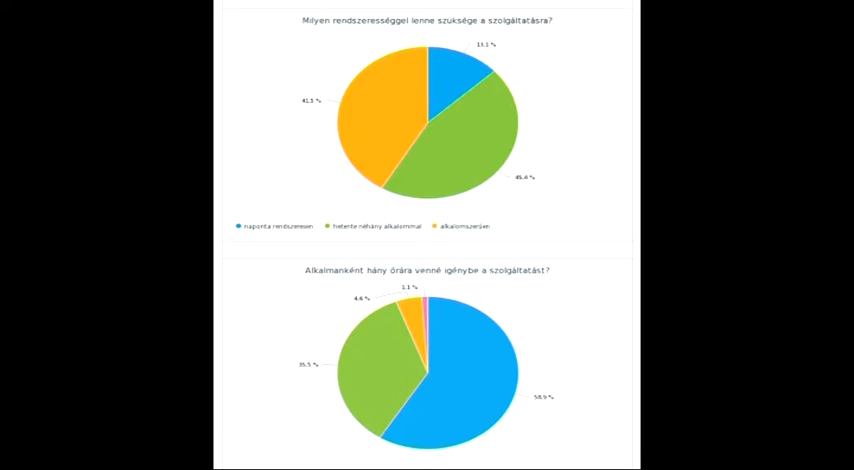 Milyen rendszerességgel lenne szüksége a szolgáltatásra?
13,1 %
41,5 %
45,4 %
naponta rendszeresen hetente néhány alkalommal alkalomszerűen
Alkalmanként hány órára venné igénybe a szolgáltatást?
1,1 %
4,6 %
35,5 %
58,9 %